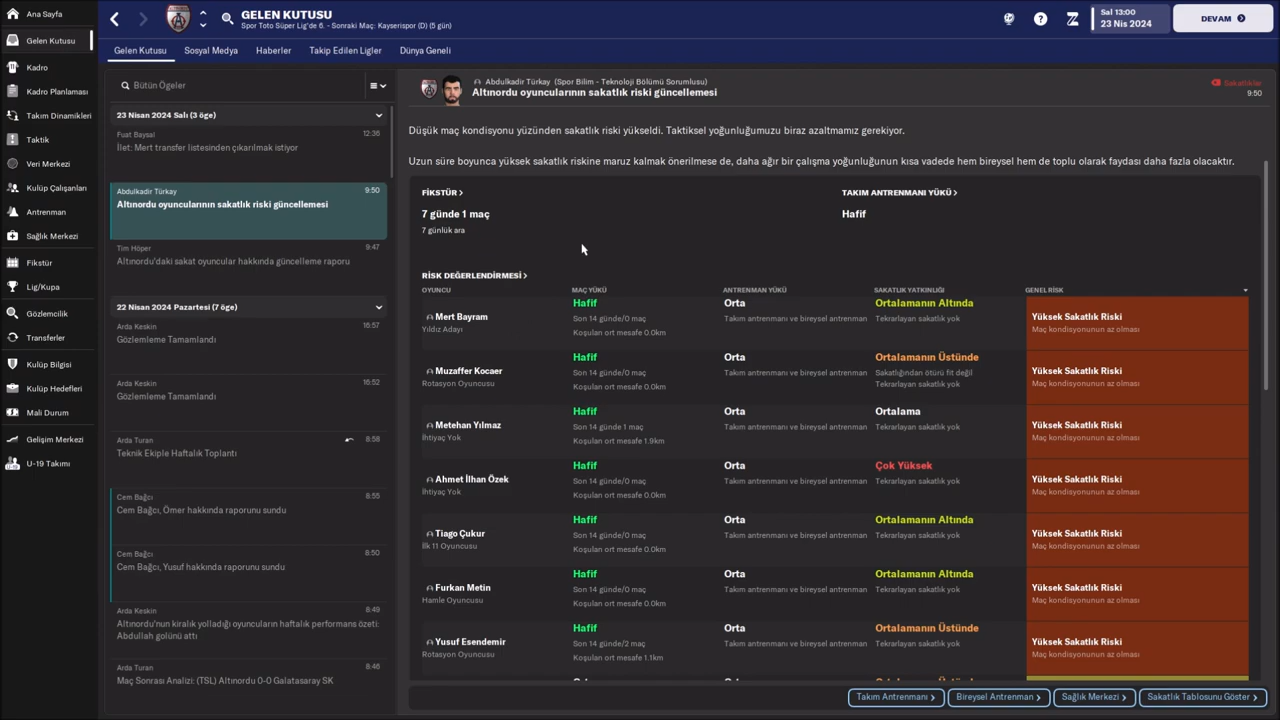 Ana Sayfa
Gelen Kutusu
Kadro
Kadro Planlaması
Takım Dinamikleri
Taktik
Veri Merkezi
Kulüp Çalışanları
Antrenman
Sağlık Merkezi
Fikstür
Lig/Kupa
Gözlemcilik
Transferler
Kulüp Bilgisi
Kulüp Hedefleri
Mali Durum
Gelişim Merkezi
U-19 Takımı
GELEN KUTUSU
Spor Toto Süper Lig'de 6. - Sonraki Maç: Kayserispor (D) (5 gün)
Sal 13:00
23 Nis 2024
DEVAM
Gelen Kutusu
Sosyal Medya
Haberler
Takip Edilen Ligler
Dünya Geneli
Bütün Ögeler
23 Nisan 2024 Salı (3 öge)
Fuat Baysal 12:36
İlet: Mert transfer listesinden çıkarılmak istiyor
Abdulkadir Türkay 9:50
Altınordu oyuncularının sakatlık riski güncellemesi
Tim Höper 9:47
Altınordu'daki sakat oyuncular hakkında güncelleme raporu
22 Nisan 2024 Pazartesi (7 öge)
Arda Keskin 16:57
Gözlemleme Tamamlandı
Arda Keskin 16:52
Gözlemleme Tamamlandı
Arda Turan 8:58
Teknik Ekiple Haftalık Toplantı
Cem Bağcı 8:55
Cem Bağcı, Ömer hakkında raporunu sundu
Cem Bağcı 8:50
Cem Bağcı, Yusuf hakkında raporunu sundu
Arda Keskin 8:49
Altınordu'nun kiralık yolladığı oyuncuların haftalık performans özeti:
Abdullah golünü attı
Arda Turan 8:46
Maç Sonrası Analizi: (TSL) Altınordu 0-0 Galatasaray SK
Abdulkadir Türkay (Spor Bilim - Teknoloji Bölümü Sorumlusu)
Altınordu oyuncularının sakatlık riski güncellemesi
Sakatlıklar
9:50
Düşük maç kondisyonu yüzünden sakatlık riski yükseldi. Taktiksel yoğunluğumuzu biraz azaltmamız gerekiyor.
Uzun süre boyunca yüksek sakatlık riskine maruz kalmak önerilmese de, daha ağır bir çalışma yoğunluğunun kısa vadede hem bireysel hem de toplu olarak faydası daha fazla olacaktır.
FİKSTÜR
7 günde 1 maç
7 günlük ara
TAKIM ANTRENMANI YÜKÜ
Hafif
RİSK DEĞERLENDİRMESİ
OYUNCU MAÇ YÜKÜ ANTRENMAN YÜKÜ SAKATLIK YATKINLIĞI GENEL RİSK
Mert Bayram
Yıldız Adayı
Hafif
Son 14 günde/0 maç
Koşulan ort mesafe 0.0km
Orta
Takım antrenmanı ve bireysel antrenman
Ortalamanın Altında
Tekrarlayan sakatlık yok
Yüksek Sakatlık Riski
Maç kondisyonunun az olması
Muzaffer Kocaer
Rotasyon Oyuncusu
Hafif
Son 14 günde/0 maç
Koşulan ort mesafe 0.0km
Orta
Takım antrenmanı ve bireysel antrenman
Ortalamanın Üstünde
Sakatlığından ötürü fit değil
Tekrarlayan sakatlık yok
Yüksek Sakatlık Riski
Maç kondisyonunun az olması
Metehan Yılmaz
İhtiyaç Yok
Hafif
Son 14 günde 1 maç
Koşulan ort mesafe 1.9km
Orta
Takım antrenmanı ve bireysel antrenman
Ortalama
Tekrarlayan sakatlık yok
Yüksek Sakatlık Riski
Maç kondisyonunun az olması
Ahmet İlhan Özek
İhtiyaç Yok
Hafif
Son 14 günde/0 maç
Koşulan ort mesafe 0.0km
Orta
Takım antrenmanı ve bireysel antrenman
Çok Yüksek
Tekrarlayan sakatlık yok
Yüksek Sakatlık Riski
Maç kondisyonunun az olması
Tiago Çukur
İlk 11 Oyuncusu
Hafif
Son 14 günde/0 maç
Koşulan ort mesafe 0.0km
Orta
Takım antrenmanı ve bireysel antrenman
Ortalamanın Altında
Tekrarlayan sakatlık yok
Yüksek Sakatlık Riski
Maç kondisyonunun az olması
Furkan Metin
Hamle Oyuncusu
Hafif
Son 14 günde/0 maç
Koşulan ort mesafe 0.0km
Orta
Takım antrenmanı ve bireysel antrenman
Ortalamanın Altında
Tekrarlayan sakatlık yok
Yüksek Sakatlık Riski
Maç kondisyonunun az olması
Yusuf Esendemir
Rotasyon Oyuncusu
Hafif
Son 14 günde/2 maç
Koşulan ort mesafe 1.1km
Orta
Takım antrenmanı ve bireysel antrenman
Ortalamanın Üstünde
Tekrarlayan sakatlık yok
Yüksek Sakatlık Riski
Maç kondisyonunun az olması
Takım Antrenmanı
Bireysel Antrenman
Sağlık Merkezi
Sakatlık Tablosunu Göster